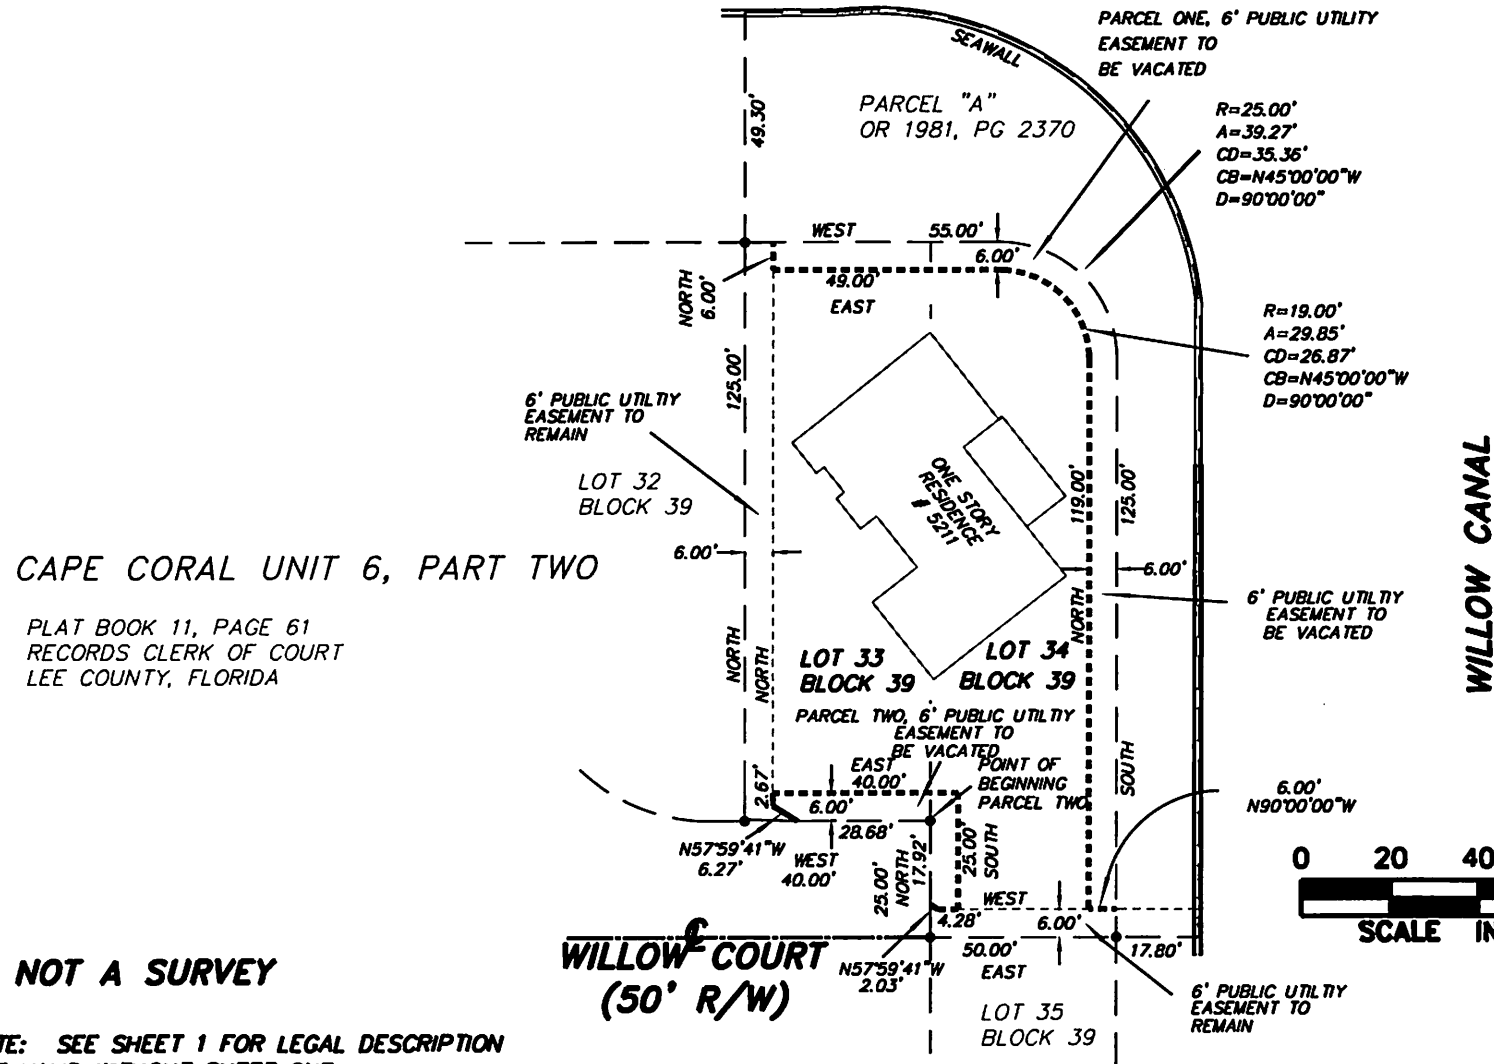 PARCEL ONE, 6' PUBLIC UTILITY
EASEMENT TO
BE VACATED
SEAWALL
49.30'
PARCEL "A"
OR 1981, PG 2370
R=25.00'
A=39.27'
CD=35.36'
CB=N45°00'00"W
D=90°00'00"
WEST
55.00'
6.00'
NORTH
6.00'
49.00'
EAST
R=19.00'
A=29.85'
CD=26.87'
CB=N45°00'00"W
D=90°00'00"
125.00'
6' PUBLIC UTILTIY
EASEMENT TO
REMAIN
LOT 32
BLOCK 39
ONE STORY
RESIDENCE
# 5211
119.00'
125.00'
WILLOW CANAL
6.00'
CAPE CORAL UNIT 6, PART TWO
6.00'
PLAT BOOK 11, PAGE 61
RECORDS CLERK OF COURT
LEE COUNTY, FLORIDA
6' PUBLIC UTILTIY
EASEMENT TO
BE VACATED
NORTH
NORTH
NORTH
LOT 33
BLOCK 39
LOT 34
BLOCK 39
PARCEL TWO, 6' PUBLIC UTILTIY
EASEMENT TO
BE VACATED
EAST
40.00'
POINT OF
BEGINNING
PARCEL TWO
SOUTH
2.67'
6.00'
28.68'
6.00'
N90°00'00"W
N57°59'41"W
6.27'
WEST
40.00'
25.00'
NORTH
17.92'
25.00'
SOUTH
WEST
4.28'
6.00'
0 20 40
SCALE IN
WILLOW COURT
(50' R/W)
N57°59'41"W
2.03'
50.00'
EAST
17.80'
6' PUBLIC UTILTIY
EASEMENT TO
REMAIN
LOT 35
BLOCK 39
NOT A SURVEY
TE: SEE SHEET 1 FOR LEGAL DESCRIPTION